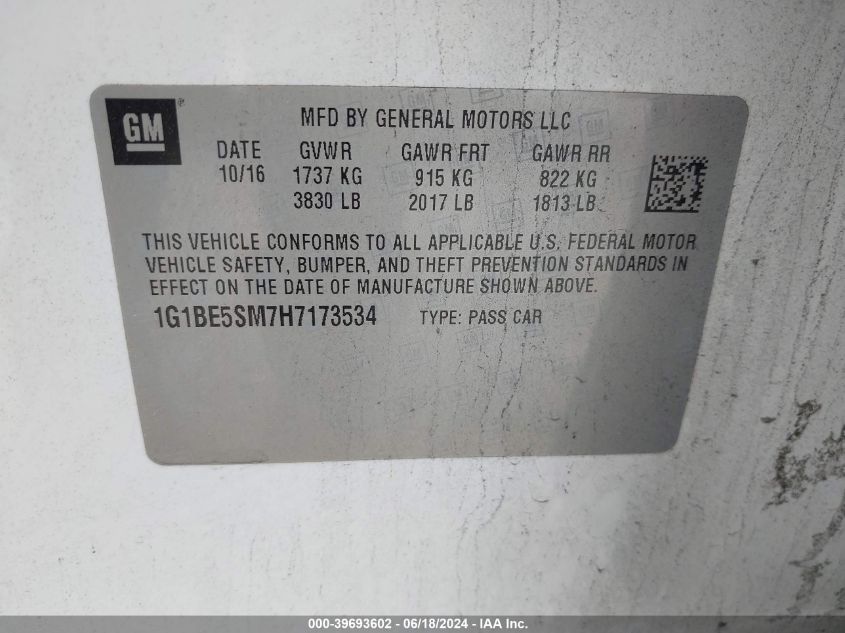 GM
MFD BY GENERAL MOTORS LLC
DATE GVWR GAWR FRT GAWR RR
10/16 1737 KG 915 KG 822 KG
3830 LB 2017 LB 1813 LB
THIS VEHICLE CONFORMS TO ALL APPLICABLE U.S. FEDERAL MOTOR
VEHICLE SAFETY, BUMPER, AND THEFT PREVENTION STANDARDS IN
EFFECT ON THE DATE OF MANUFACTURE SHOWN ABOVE.
1G1BE5SM7H7173534 TYPE: PASS CAR
000-39693602 - 06/18/2024 - IAA Inc.